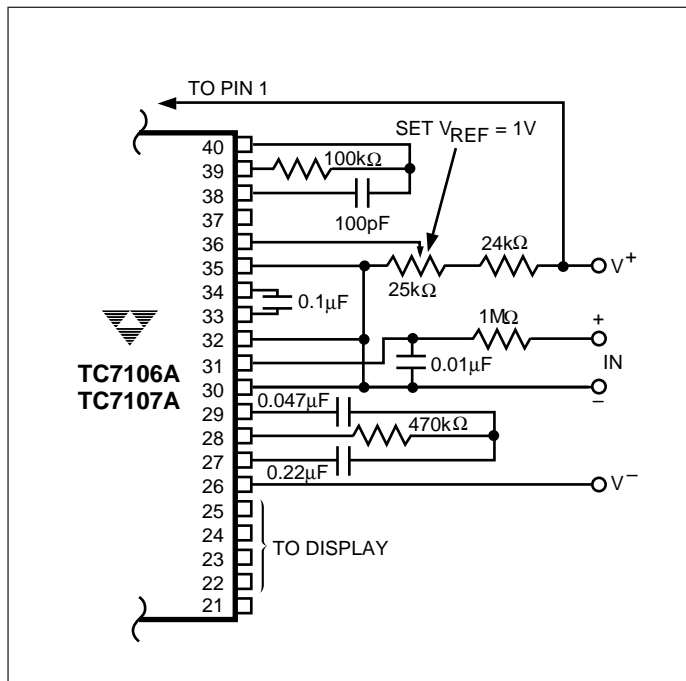 TO PIN 1
SET VREF = 1V
40
39
38
37
36
35
34
33
32
31
30
29
28
27
26
25
24
23
22
21
100kΩ
100pF
24kΩ
V+
25kΩ
0.1µF
1MΩ
+
IN
–
0.01µF
TC7106A
TC7107A
0.047µF
470kΩ
0.22µF
V–
TO DISPLAY